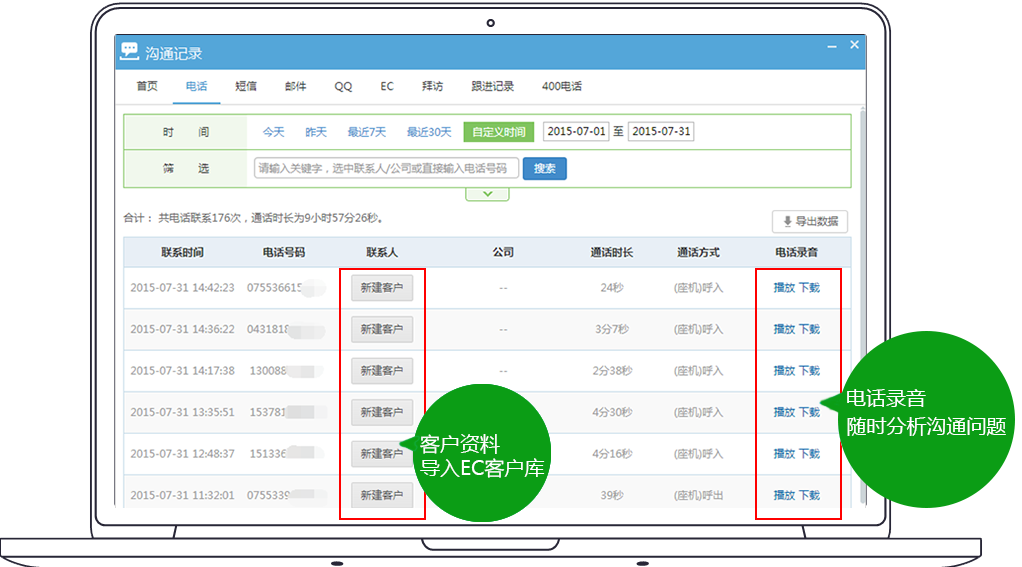 沟通记录
首页 电话 短信 邮件 QQ EC 拜访 跟进记录 400电话
时 间 今天 昨天 最近7天 最近30天 自定义时间 2015-07-01 至 2015-07-31
筛 选 请输入关键字，选中联系人/公司或直接输入电话号码 搜索
合计： 共电话联系176次，通话时长为9小时57分26秒。 导出数据
联系时间 电话号码 联系人 公司 通话时长 通话方式 电话录音
2015-07-31 14:42:23 075536615 新建客户 -- 24秒 (座机)呼入 播放 下载
2015-07-31 14:36:22 0431818 新建客户 -- 3分7秒 (座机)呼入 播放 下载
2015-07-31 14:17:38 130088 新建客户 -- 2分38秒 (座机)呼入 播放 下载
2015-07-31 13:35:51 153781 新建客户 4分30秒 (座机)呼入 播放 下载
2015-07-31 12:48:37 151336 新建客户 4分16秒 (座机)呼入 播放 下载
2015-07-31 11:32:01 0755339 新建客户 39秒 (座机)呼出 播放 下载
客户资料
导入EC客户库
电话录音
随时分析沟通问题